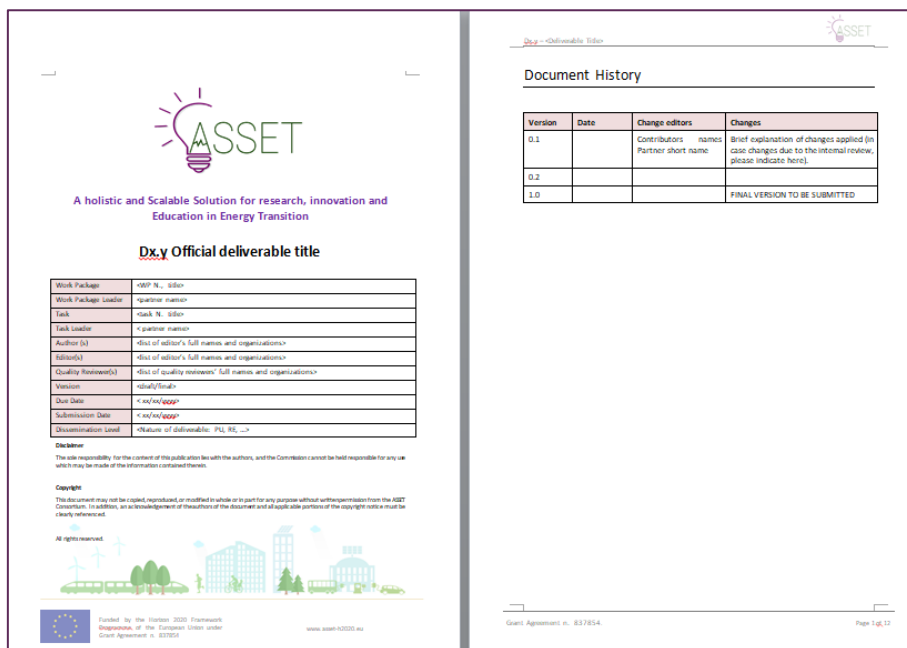 ASSET
A holistic and Scalable Solution for research, innovation and
Education in Energy Transition
Dx.y Official deliverable title
Work Package <WP N., title>
Work Package Leader <partner name>
Task <task N. title>
Task Leader < partner name>
Author (s) <list of editor's full names and organizations>
Editor(s) <list of editor's full names and organizations>
Quality Reviewer(s) <list of quality reviewers' full names and organizations>
Version <draft/final>
Due Date < xx/xx/yyyy>
Submission Date < xx/xx/yyyy>
Dissemination Level <Nature of deliverable: PU, RE, ...>
Disclaimer
The sole responsibility for the content of this publication lies with the authors, and the Commission cannot be held responsible for any use
which may be made of the information contained therein.
Copyright
This document may not be copied, reproduced, or modified in whole or in part for any purpose without written permission from the ASSET
Consortium. In addition, an acknowledgement of the authors of the document and all applicable portions of the copyright notice must be
clearly referenced.
All rights reserved.
Funded by the Horizon 2020 Framework
Programme of the European Union under
Grant Agreement n. 837854
www.asset-h2020.eu
Dx.y – <Deliverable Title>
ASSET
Document History
Version Date Change editors Changes
0.1 Contributors names Brief explanation of changes applied (in
Partner short name case changes due to the internal review,
please indicate here).
0.2
1.0 FINAL VERSION TO BE SUBMITTED
Grant Agreement n. 837854.
Page 1 of 12